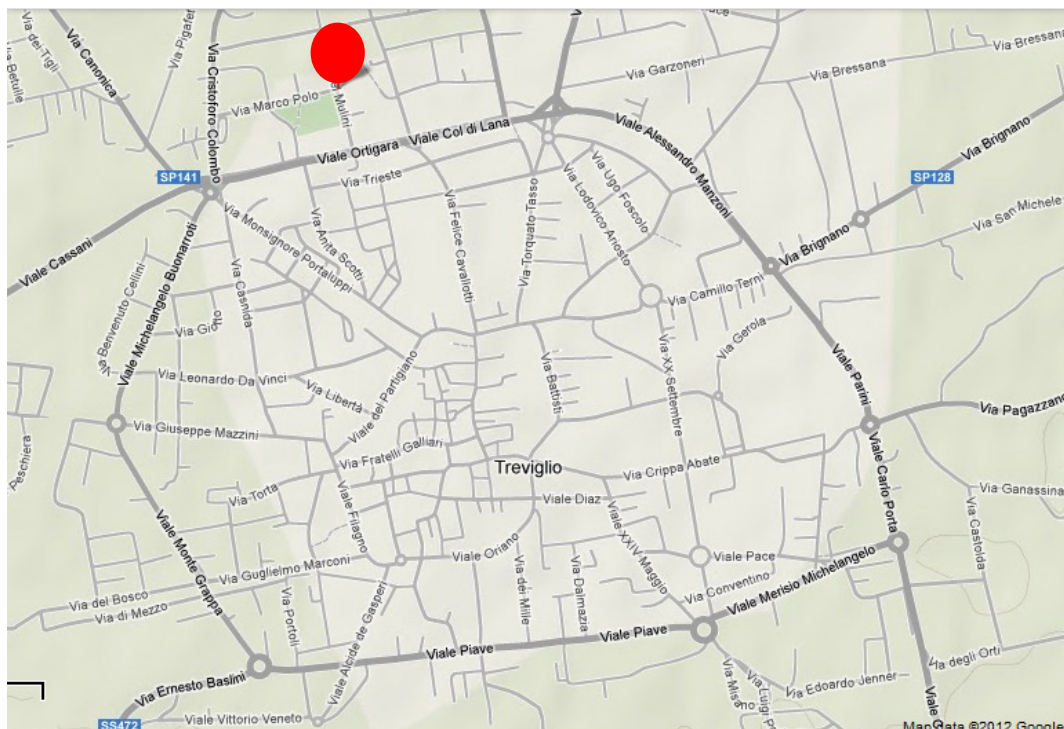 Via dei Tigli
Via Pigafet
Via Betulle
Via Canonica
Via Cristoforo Colombo
Via Marco Polo
ei Mulini
Viale Ortigara
Viale Col di Lana
Via Garzoneri
Via Bressana
Via Bressana
Viale Alessandro Manzoni
Via Brignano
SP141
SP128
Via Trieste
Via Ugo Foscolo
Via Lodovico Ariosto
Via San Michele
Via Monsignore Portaluppi
Via Anita Scotti
Via Felice Cavallotti
Via Torquato Tasso
Via Brignano
Viale Cassani
Viale Michelangelo Buonarroti
Via Benvenuto Cellini
Via Casnida
Via Camillo Terni
Via Gio
tto
Via Gerola
Via XX Settembre
Via Leonardo Da Vinci
Via Libertà
Viale del Partigiano
Via Battisti
Viale Parini
Via Pagazzano
Via Giuseppe Mazzini
Via Fratelli Galliari
Peschiera
Treviglio
Via Crippa Abate
Via Torta
Viale Filagno
Viale Diaz
Viale XXIV Maggio
Viale Carlo Porta
Via Ganassina
Via Castolda
Viale Monte Grappa
Via Guglielmo Marconi
Viale Oriano
Viale Pace
Via del Bosco
Via di Mezzo
Via Portoli
Viale Alcide de Gasperi
Via dei Mille
Via Dalmazia
Via Conventino
Viale Merisio Michelangelo
Viale Piave
Viale Piave
Via degli Orti
Via Ernesto Baslini
Via Misano
Via Luigi P
Via Edoardo Jenner
Viale
SS472
Viale Vittorio Veneto
Map data ©2012 Google